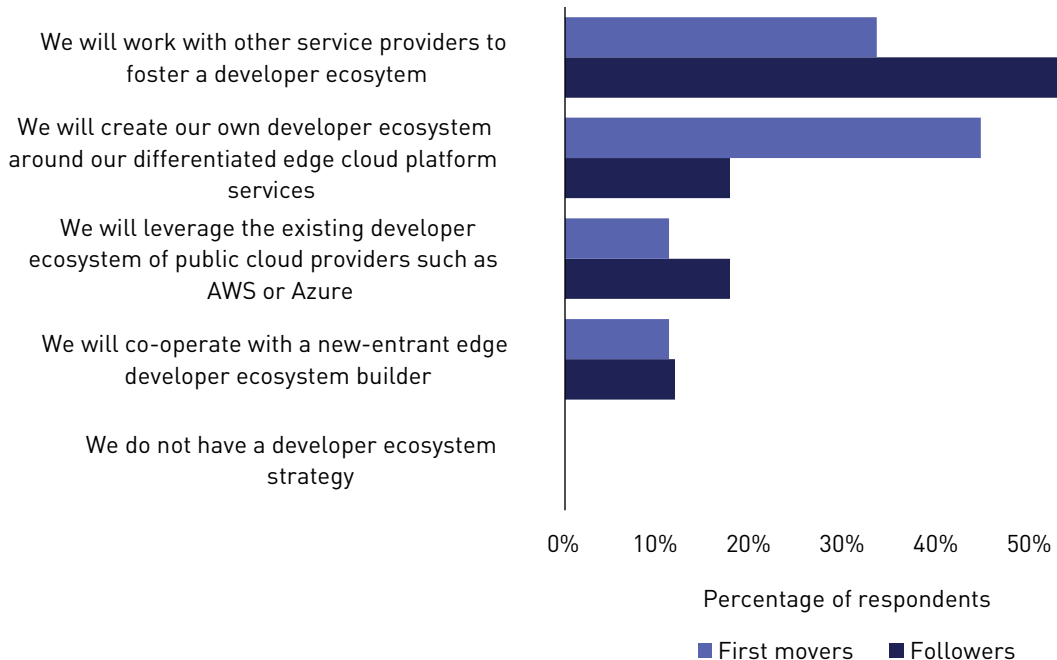 We will work with other service providers to
foster a developer ecosytem
We will create our own developer ecosystem
around our differentiated edge cloud platform
services
We will leverage the existing developer
ecosystem of public cloud providers such as
AWS or Azure
We will co-operate with a new-entrant edge
developer ecosystem builder
We do not have a developer ecosystem
strategy
0% 10% 20% 30% 40% 50%
Percentage of respondents
First movers Followers